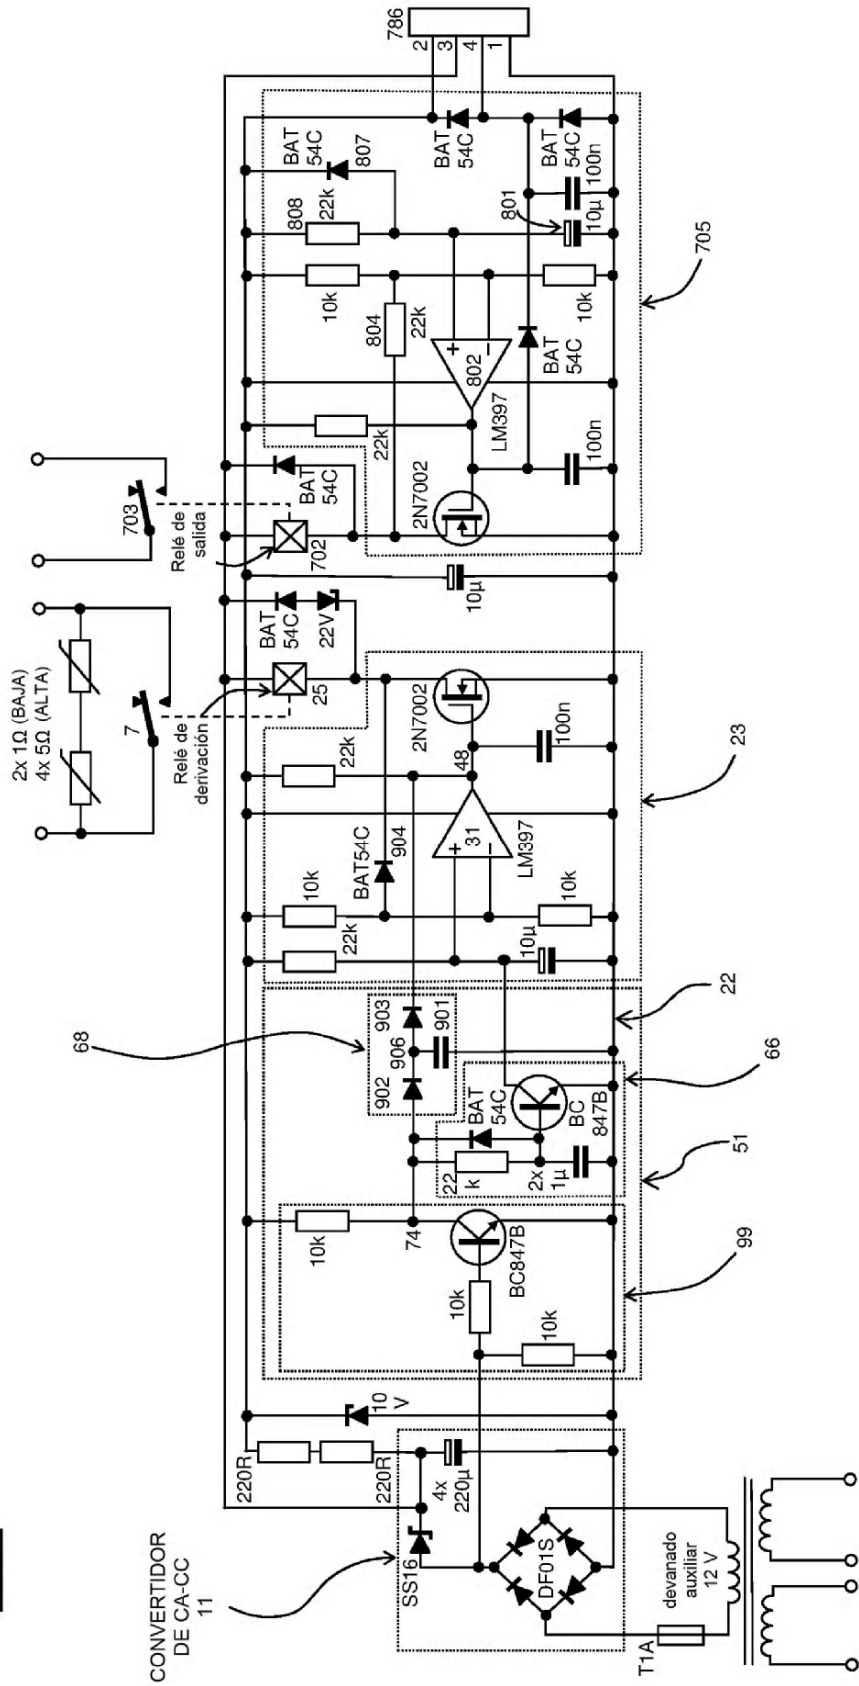 CONVERTIDOR
DE CA-CC
11
220R
220R
SS16
4x
220µ
DF01S
T1A
devanado
auxiliar
12 V
10
V
10k
74
10k
BC847B
10k
99
51
66
22
22
k
2x
1µ
BAT
54C
BC
847B
68
902
906
903
901
10k
22k
BAT54C
904
10µ
10k
+
31
−
LM397
22k
48
100n
2N7002
23
2x 1Ω (BAJA)
4x 5Ω (ALTA)
7
Relé de
derivación
25
BAT
54C
22V
10µ
703
Relé de
salida
702
BAT
54C
2N7002
22k
100n
LM397
+
802
−
804
22k
BAT
54C
10k
10k
808
22k
BAT
54C
807
801
10µ
100n
BAT
54C
BAT
54C
705
786
2
3
4
1